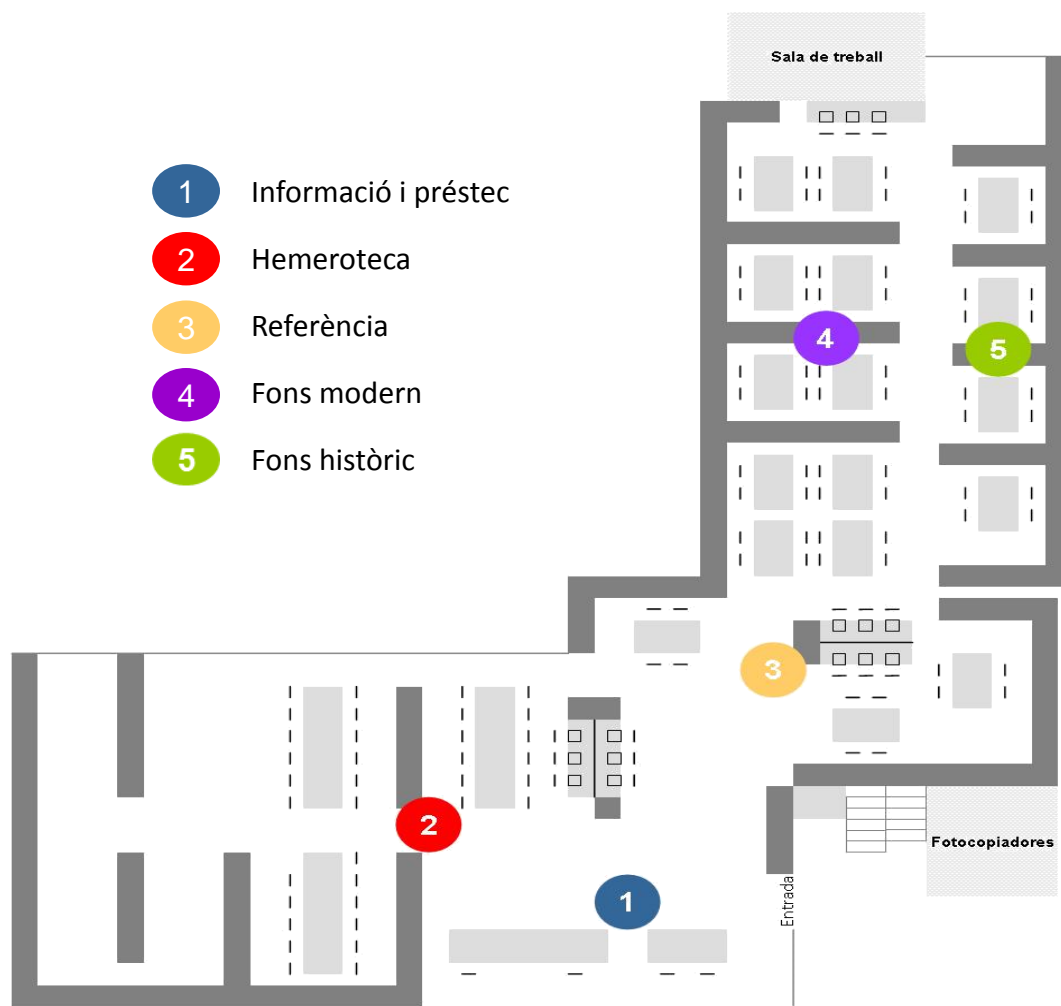 Sala de treball
1 Informació i préstec
2 Hemeroteca
3 Referència
4 Fons modern
5 Fons històric
4
5
3
2
Fotocopiadores
1
Entrada